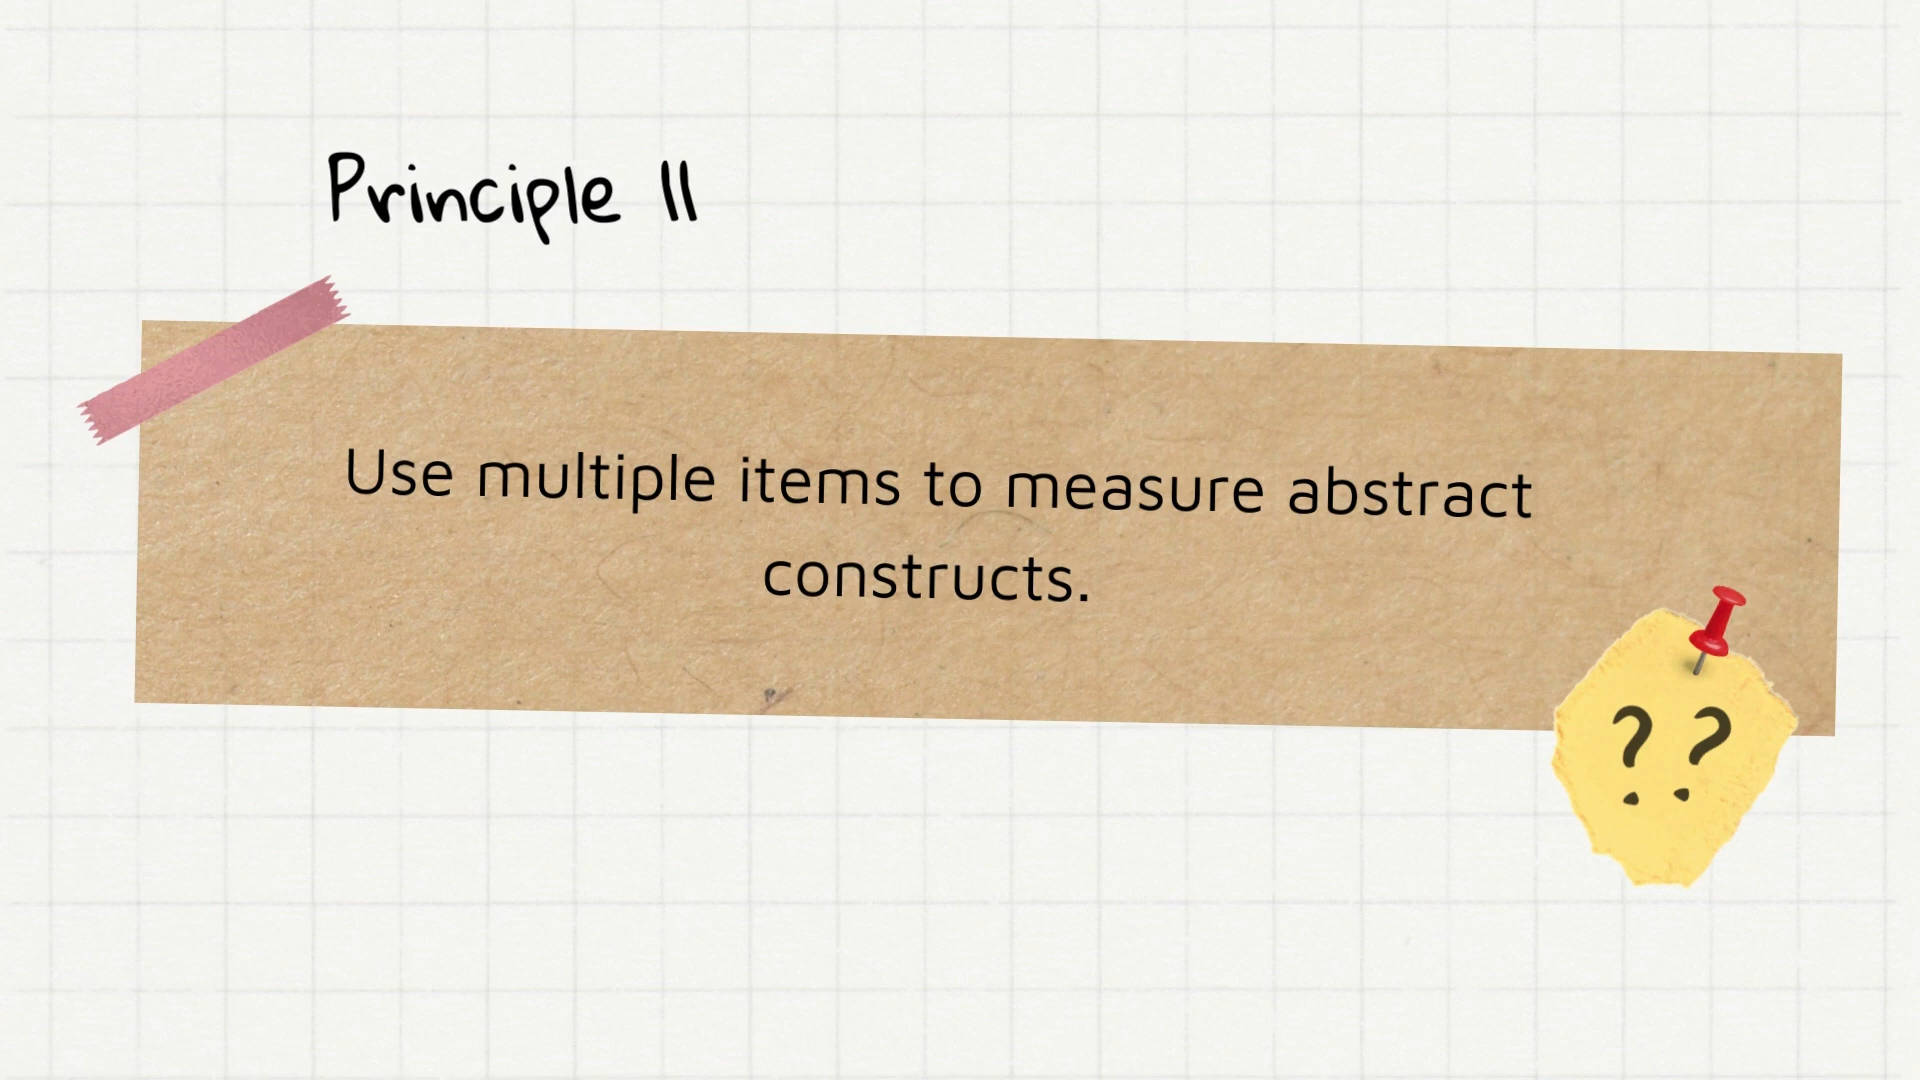 Principle 11
Use multiple items to measure abstract
constructs.
? ?